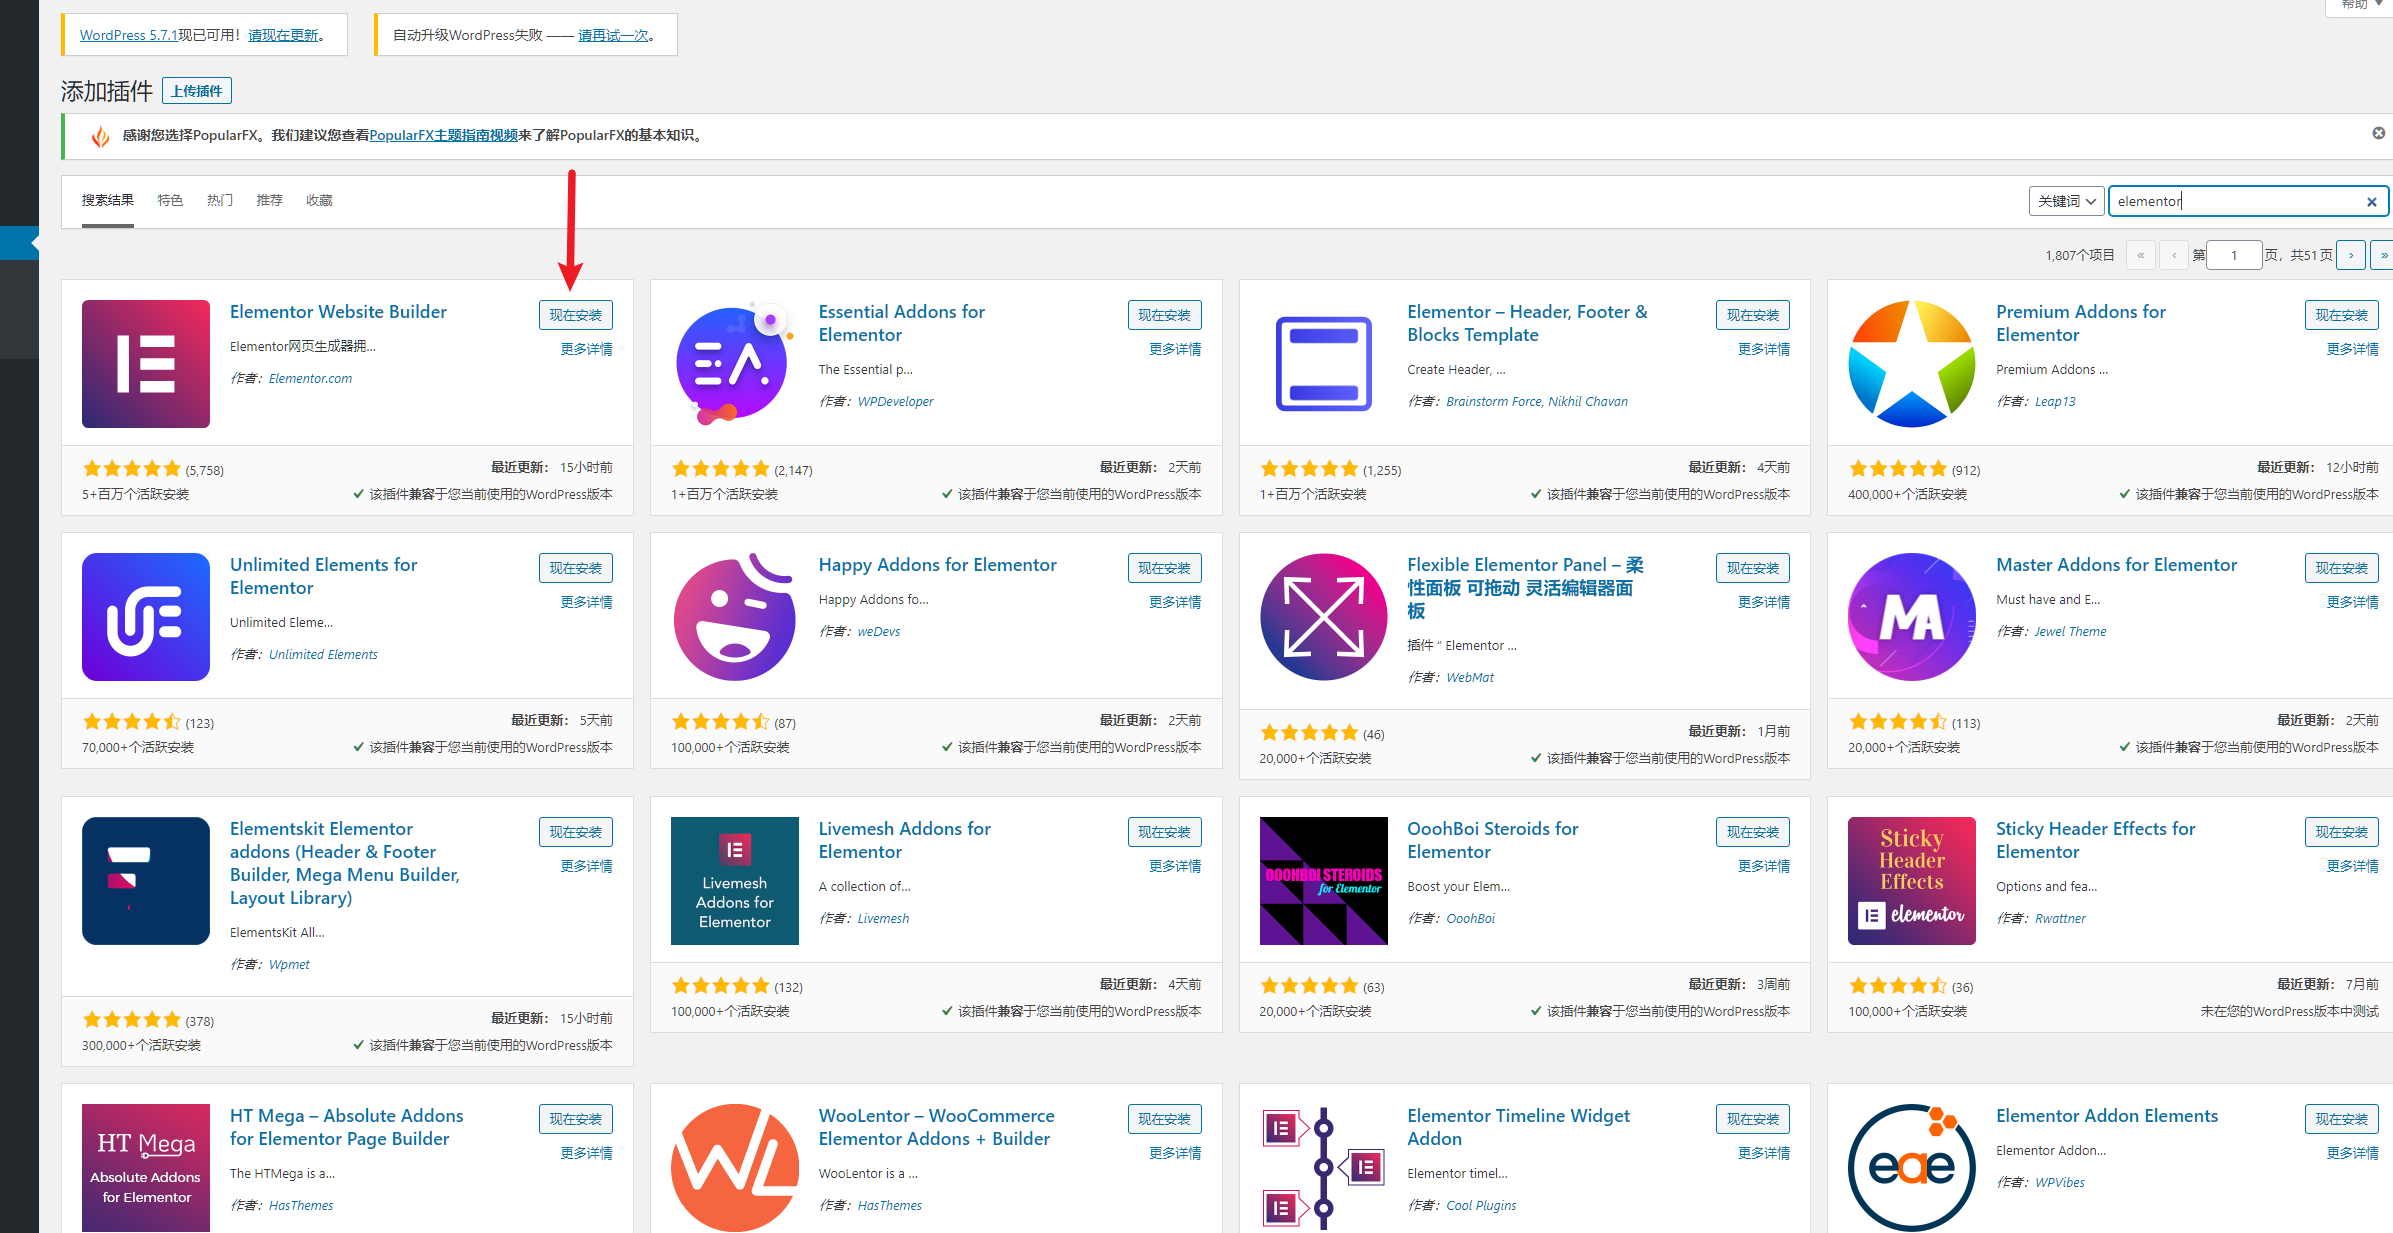 帮助
WordPress 5.7.1现已可用！请现在更新。
自动升级WordPress失败 —— 请再试一次。
添加插件 上传插件
感谢您选择PopularFX。我们建议您查看PopularFX主题指南视频来了解PopularFX的基本知识。
搜索结果 特色 热门 推荐 收藏 关键词 elementor
1,807个项目 « ‹ 第 1 页，共51页 › »
Elementor Website Builder
现在安装
更多详情
Elementor网页生成器拥...
作者：Elementor.com
(5,758)
最近更新： 15小时前
5+百万个活跃安装
该插件兼容于您当前使用的WordPress版本
EA
Essential Addons for
Elementor
现在安装
更多详情
The Essential p...
作者：WPDeveloper
(2,147)
最近更新： 2天前
1+百万个活跃安装
该插件兼容于您当前使用的WordPress版本
Elementor – Header, Footer &
Blocks Template
现在安装
更多详情
Create Header, ...
作者：Brainstorm Force, Nikhil Chavan
(1,255)
最近更新： 4天前
1+百万个活跃安装
该插件兼容于您当前使用的WordPress版本
Premium Addons for
Elementor
现在安装
更多详情
Premium Addons ...
作者：Leap13
(912)
最近更新： 12小时前
400,000+个活跃安装
该插件兼容于您当前使用的WordPress版本
UE
Unlimited Elements for
Elementor
现在安装
更多详情
Unlimited Eleme...
作者：Unlimited Elements
(123)
最近更新： 5天前
70,000+个活跃安装
该插件兼容于您当前使用的WordPress版本
Happy Addons for Elementor
现在安装
更多详情
Happy Addons fo...
作者：weDevs
(87)
最近更新： 2天前
100,000+个活跃安装
该插件兼容于您当前使用的WordPress版本
Flexible Elementor Panel – 柔
性面板 可拖动 灵活编辑器面
板
现在安装
更多详情
插件 “ Elementor ...
作者：WebMat
(46)
最近更新： 1月前
20,000+个活跃安装
该插件兼容于您当前使用的WordPress版本
MA
Master Addons for Elementor
现在安装
更多详情
Must have and E...
作者：Jewel Theme
(113)
最近更新： 2天前
20,000+个活跃安装
该插件兼容于您当前使用的WordPress版本
Elementskit Elementor
addons (Header & Footer
Builder, Mega Menu Builder,
Layout Library)
现在安装
更多详情
ElementsKit All...
作者：Wpmet
(378)
最近更新： 15小时前
300,000+个活跃安装
该插件兼容于您当前使用的WordPress版本
Livemesh
Addons for
Elementor
Livemesh Addons for
Elementor
现在安装
更多详情
A collection of...
作者：Livemesh
(132)
最近更新： 4天前
100,000+个活跃安装
该插件兼容于您当前使用的WordPress版本
OOOHBOI STEROIDS
for Elementor
OoohBoi Steroids for
Elementor
现在安装
更多详情
Boost your Elem...
作者：OoohBoi
(63)
最近更新： 3周前
20,000+个活跃安装
该插件兼容于您当前使用的WordPress版本
Sticky
Header
Effects
elementor
Sticky Header Effects for
Elementor
现在安装
更多详情
Options and fea...
作者：Rwattner
(36)
最近更新： 7月前
100,000+个活跃安装
未在您的WordPress版本中测试
HT Mega
Absolute Addons
for Elementor
HT Mega – Absolute Addons
for Elementor Page Builder
现在安装
更多详情
The HTMega is a...
作者：HasThemes
WL
WooLentor – WooCommerce
Elementor Addons + Builder
现在安装
更多详情
WooLentor is a ...
作者：HasThemes
Elementor Timeline Widget
Addon
现在安装
更多详情
Elementor timel...
作者：Cool Plugins
eae
Elementor Addon Elements
现在安装
更多详情
Elementor Addon...
作者：WPVibes